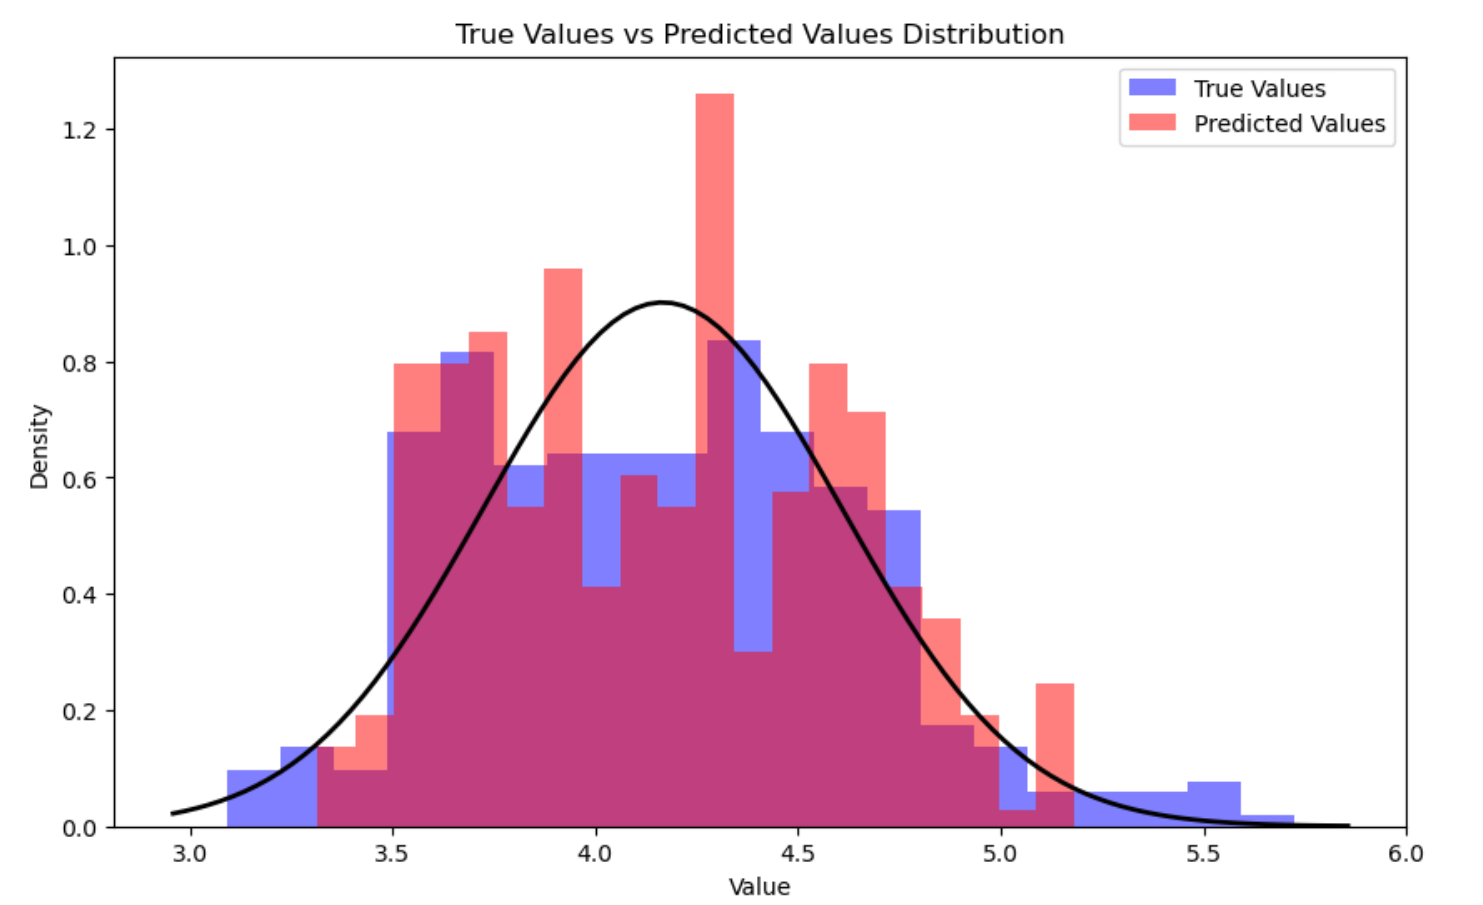 True Values vs Predicted Values Distribution
True Values
Predicted Values
Density
1.2
1.0
0.8
0.6
0.4
0.2
0.0
3.0 3.5 4.0 4.5 5.0 5.5 6.0
Value